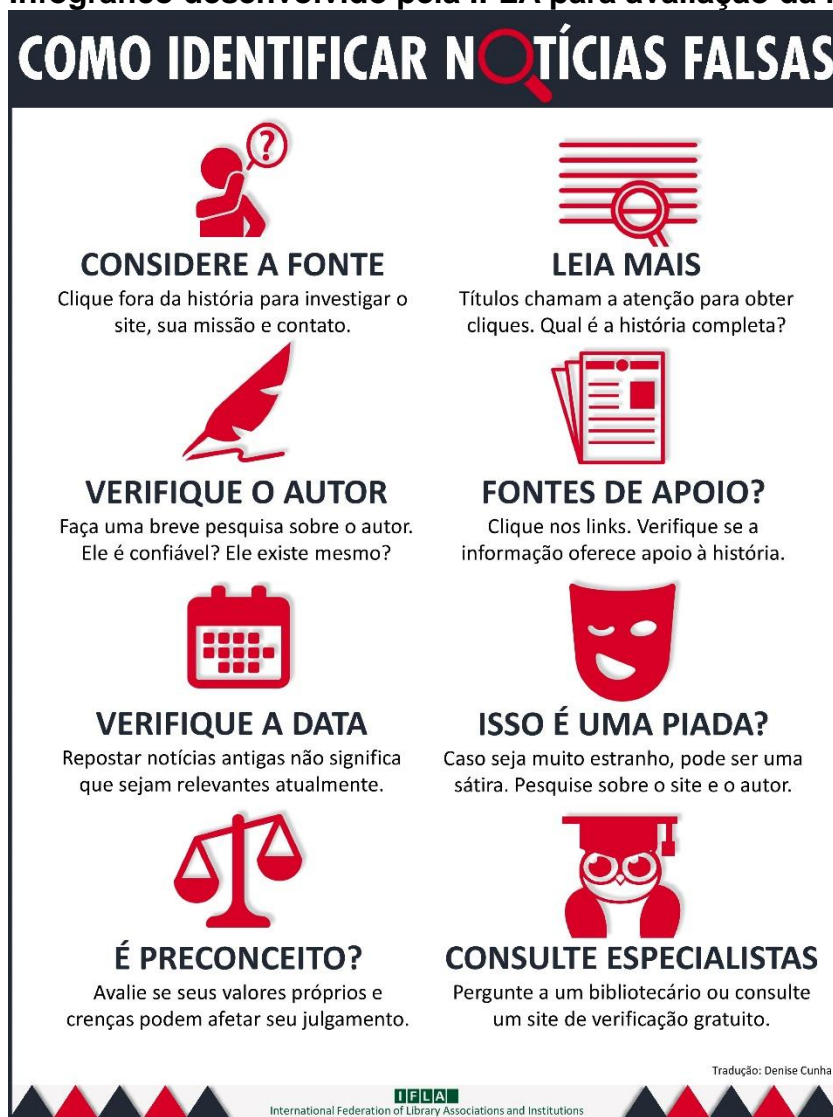 COMO IDENTIFICAR NOTÍCIAS FALSAS
?
CONSIDERE A FONTE
Clique fora da história para investigar o
site, sua missão e contato.
LEIA MAIS
Títulos chamam a atenção para obter
cliques. Qual é a história completa?
VERIFIQUE O AUTOR
Faça uma breve pesquisa sobre o autor.
Ele é confiável? Ele existe mesmo?
FONTES DE APOIO?
Clique nos links. Verifique se a
informação oferece apoio à história.
VERIFIQUE A DATA
Repostar notícias antigas não significa
que sejam relevantes atualmente.
ISSO É UMA PIADA?
Caso seja muito estranho, pode ser uma
sátira. Pesquise sobre o site e o autor.
É PRECONCEITO?
Avalie se seus valores próprios e
crenças podem afetar seu julgamento.
CONSULTE ESPECIALISTAS
Pergunte a um bibliotecário ou consulte
um site de verificação gratuito.
Tradução: Denise Cunha
IFLA
International Federation of Library Associations and Institutions